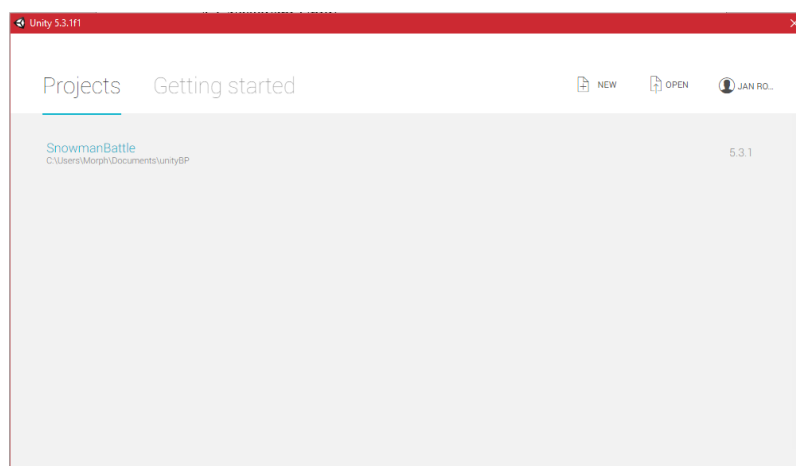 Unity 5.3.1f1
Projects Getting started NEW OPEN JAN RO...
SnowmanBattle 5.3.1
C:\Users\Morph\Documents\unityBP